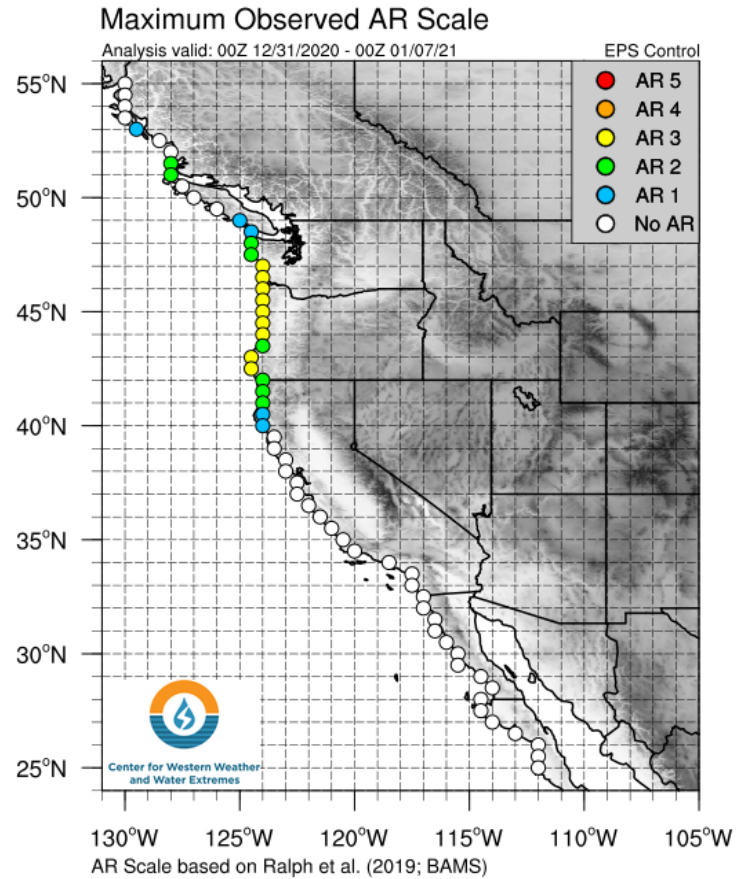 Maximum Observed AR Scale
Analysis valid: 00Z 12/31/2020 - 00Z 01/07/21 EPS Control
AR 5
AR 4
AR 3
AR 2
AR 1
No AR
55°N
50°N
45°N
40°N
35°N
30°N
25°N
Center for Western Weather
and Water Extremes
130°W 125°W 120°W 115°W 110°W 105°W
AR Scale based on Ralph et al. (2019; BAMS)